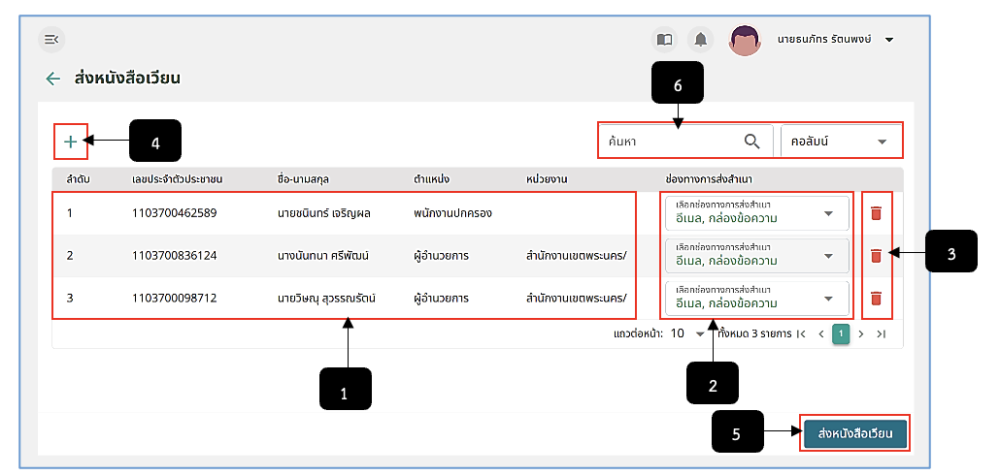 นายธนภัทร รัตนพงษ์
ส่งหนังสือเวียน
6
4
ค้นหา
คอลัมน์
ลำดับ เลขประจำตัวประชาชน ชื่อ-นามสกุล ตำแหน่ง หน่วยงาน ช่องทางการส่งสำเนา
เลือกช่องทางการส่งสำเนา
1 1103700462589 นายชนินทร์ เจริญผล พนักงานปกครอง อีเมล, กล่องข้อความ
เลือกช่องทางการส่งสำเนา
2 1103700836124 นางนันทนา ศรีพัฒน์ ผู้อำนวยการ สำนักงานเขตพระนคร/ อีเมล, กล่องข้อความ
3
เลือกช่องทางการส่งสำเนา
3 1103700098712 นายวิษณุ สุวรรณรัตน์ ผู้อำนวยการ สำนักงานเขตพระนคร/ อีเมล, กล่องข้อความ
แถวต่อหน้า: 10 ทั้งหมด 3 รายการ 1
1
2
5
ส่งหนังสือเวียน